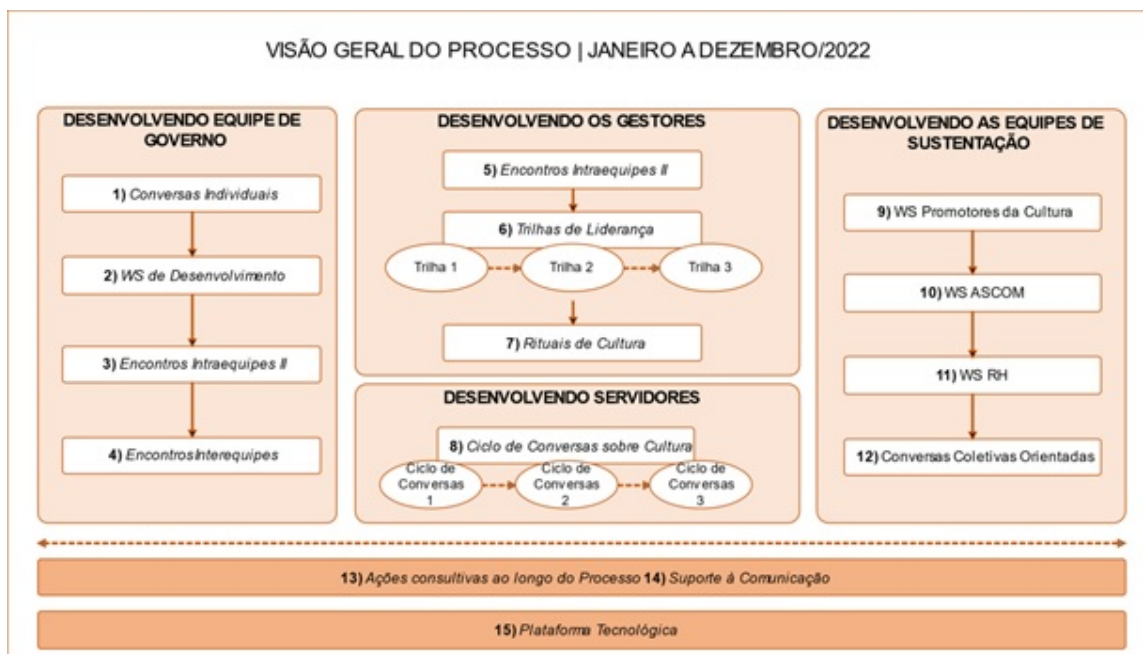 VISÃO GERAL DO PROCESSO | JANEIRO A DEZEMBRO/2022
DESENVOLVENDO EQUIPE DE
GOVERNO
1) Conversas Individuais
2) WS de Desenvolvimento
3) Encontros Intraequipes II
4) EncontrosInterequipes
DESENVOLVENDO OS GESTORES
5) Encontros Intraequipes II
6) Trilhas de Liderança
Trilha 1
Trilha 2
Trilha 3
7) Rituais de Cultura
DESENVOLVENDO SERVIDORES
8) Ciclo de Conversas sobre Cultura
Ciclo de
Conversas
1
Ciclo de
Conversas
2
Ciclo de
Conversas
3
DESENVOLVENDO AS EQUIPES DE
SUSTENTAÇÃO
9) WS Promotores da Cultura
10) WS ASCOM
11) WS RH
12) Conversas Coletivas Orientadas
13) Ações consultivas ao longo do Processo 14) Suporte à Comunicação
15) Plataforma Tecnológica